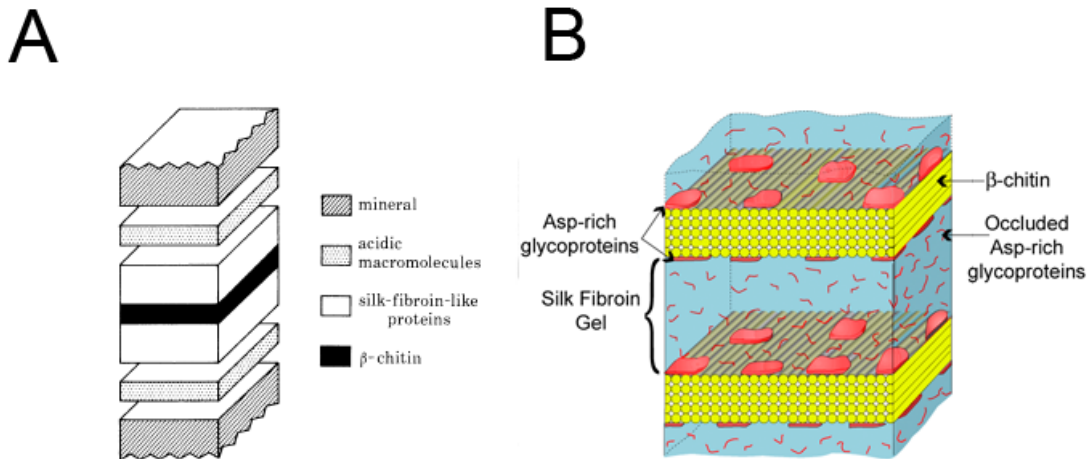 A
mineral
acidic
macromolecules
silk-fibroin-like
proteins
β-chitin
B
Asp-rich
glycoproteins
Silk Fibroin
Gel
β-chitin
Occluded
Asp-rich
glycoproteins